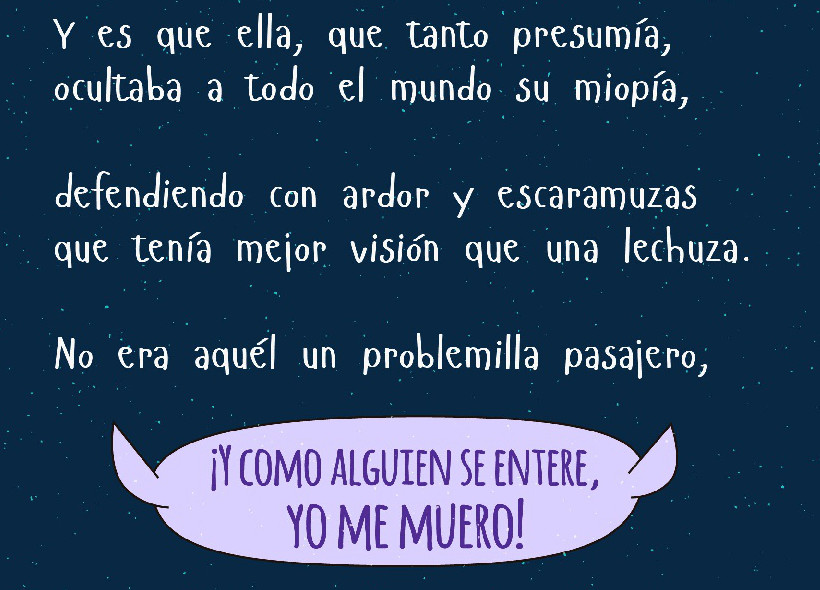 Y es que ella, que tanto presumía,
ocultaba a todo el mundo su miopía,
defendiendo con ardor y escaramuzas
que tenía mejor visión que una lechuza.
No era aquél un problemilla pasajero,
¡Y COMO ALGUIEN SE ENTERE,
YO ME MUERO!